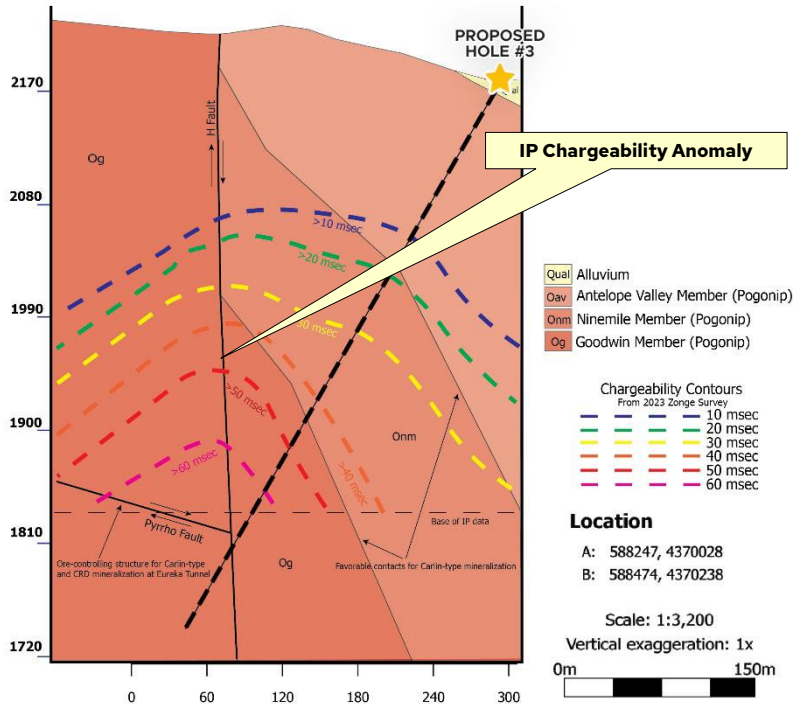 PROPOSED
HOLE #3
al
2170
H Fault
Og
IP Chargeability Anomaly
2080
>10 msec
>20 msec
1990
>30 msec
>50 msec
1900
Onm
>60 msec
>40 msec
Base of IP data
Pyrrho Fault
1810
Ore-controlling structure for Carlin-type
and CRD mineralization at Eureka Tunnel
Og
Favorable contacts for Carlin-type mineralization
1720
0
60
120
180
240
300
Qual Alluvium
Oav Antelope Valley Member (Pogonip)
Onm Ninemile Member (Pogonip)
Og Goodwin Member (Pogonip)
Chargeability Contours
From 2023 Zonge Survey
10 msec
20 msec
30 msec
40 msec
50 msec
60 msec
Location
A: 588247, 4370028
B: 588474, 4370238
Scale: 1:3,200
Vertical exaggeration: 1x
0m 150m